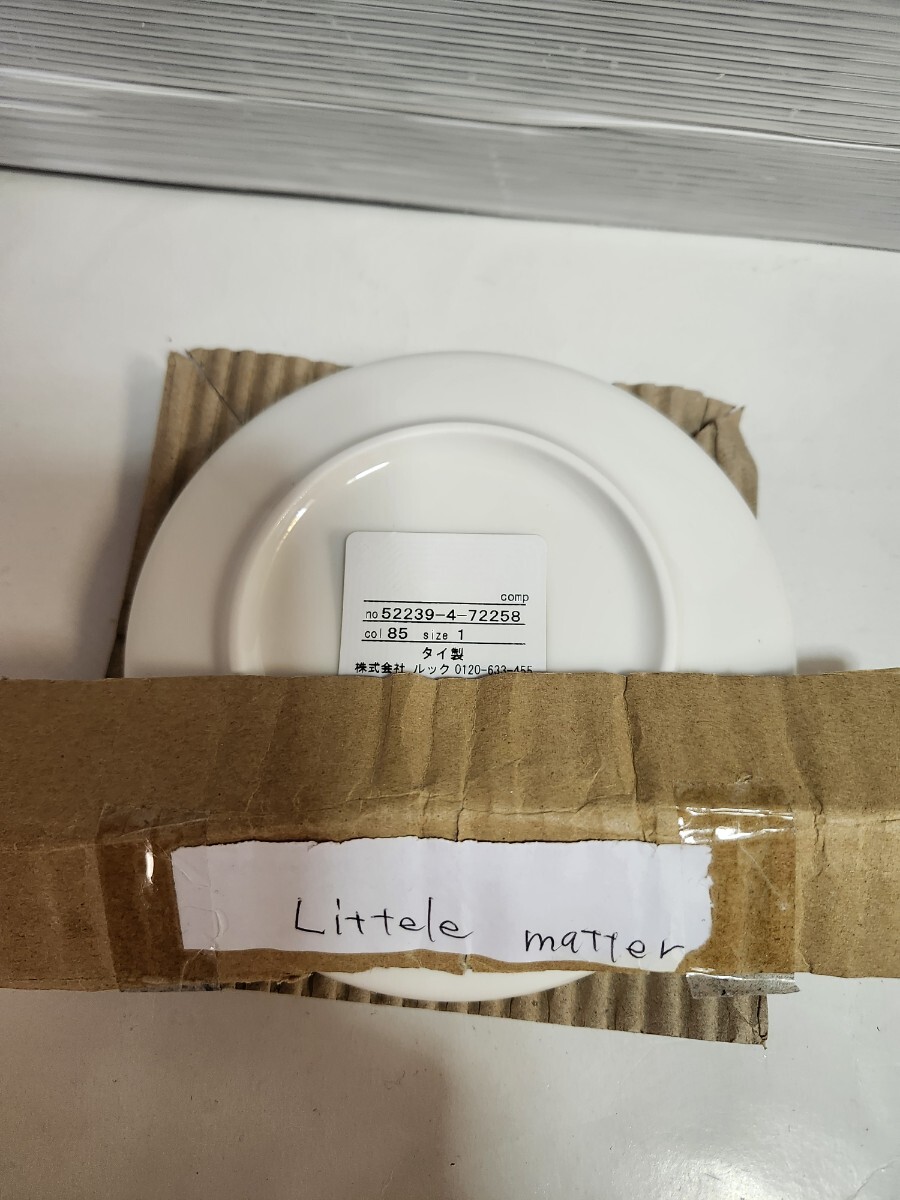 comp
no 52239-4-72258
col 85 size 1
タイ製
株式会社 ルック 0120-633-455
Littele matter